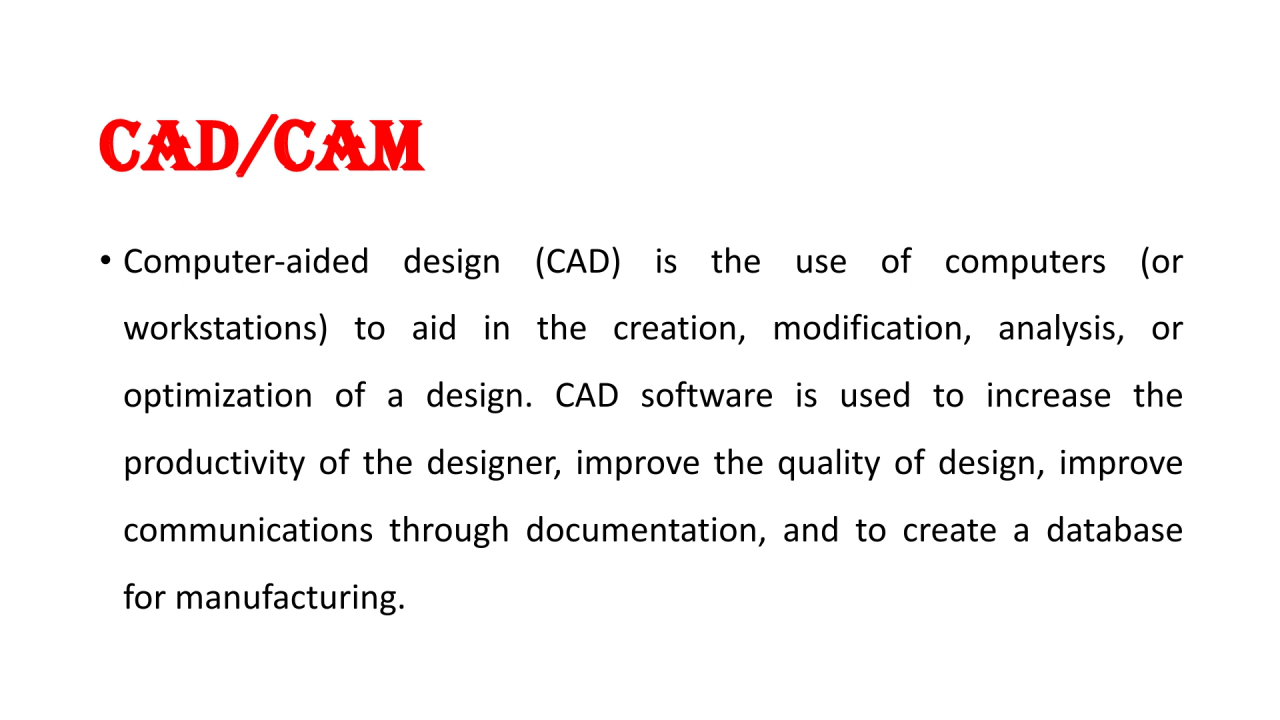 CAD/CAM
• Computer-aided design (CAD) is the use of computers (or
workstations) to aid in the creation, modification, analysis, or
optimization of a design. CAD software is used to increase the
productivity of the designer, improve the quality of design, improve
communications through documentation, and to create a database
for manufacturing.